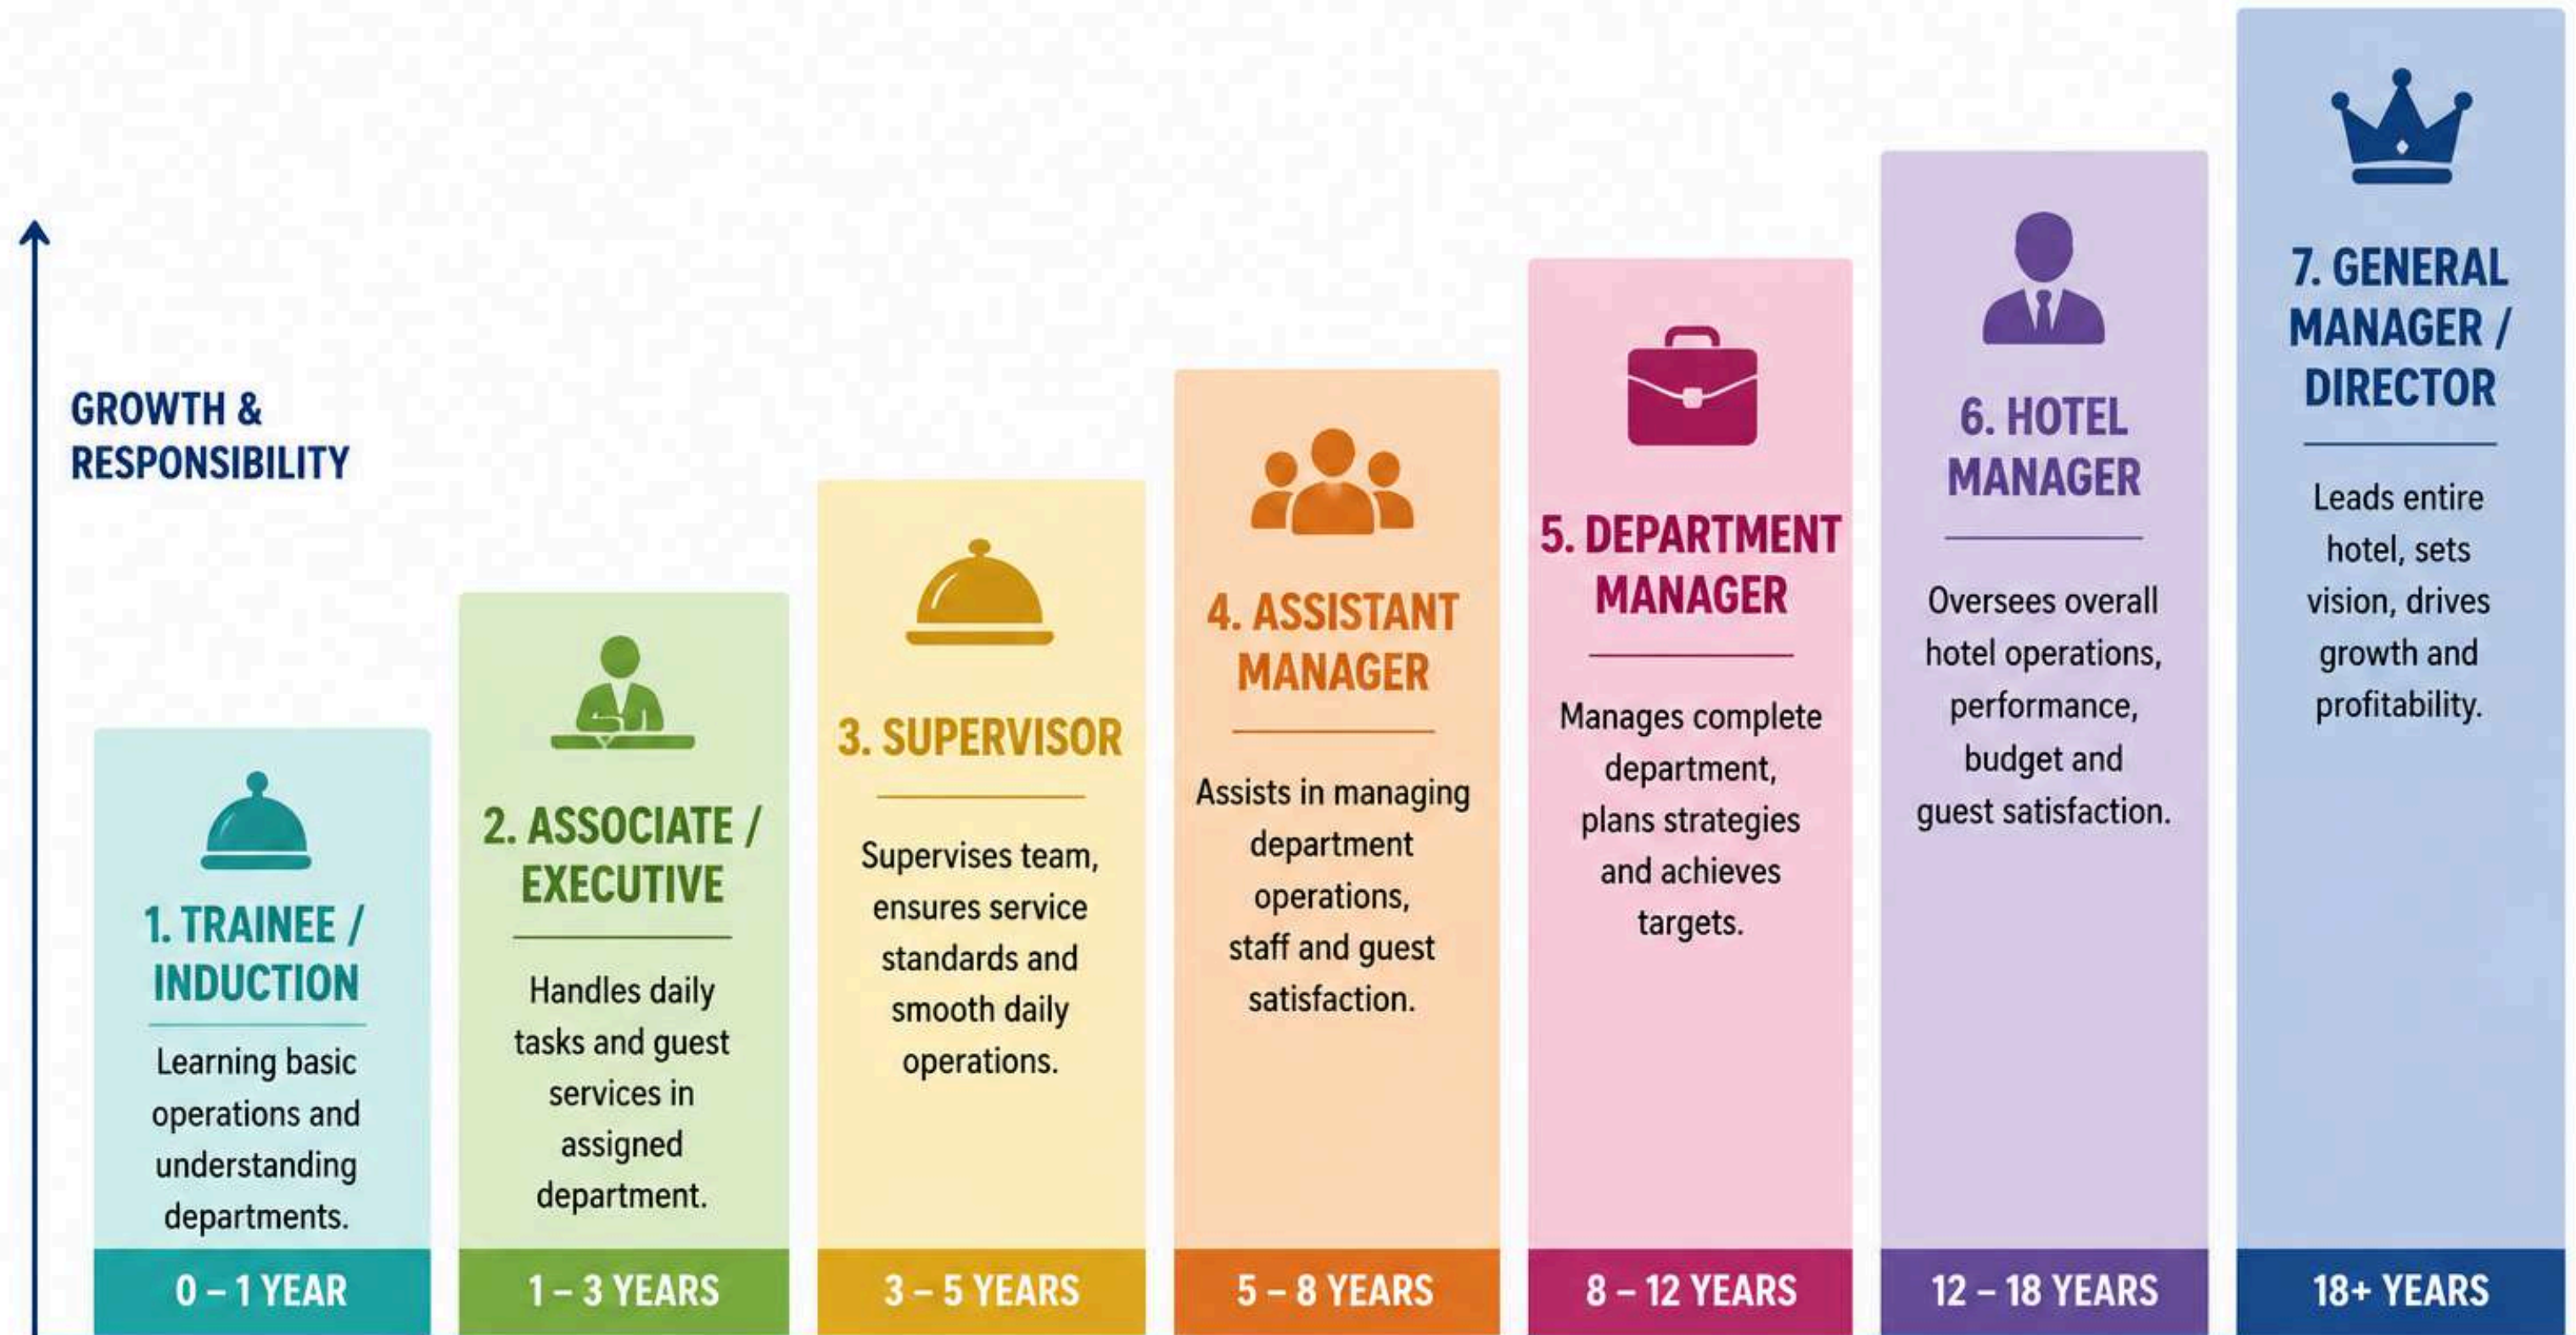 GROWTH &
RESPONSIBILITY
1. TRAINEE /
INDUCTION
Learning basic
operations and
understanding
departments.
0 – 1 YEAR
2. ASSOCIATE /
EXECUTIVE
Handles daily
tasks and guest
services in
assigned
department.
1 – 3 YEARS
3. SUPERVISOR
Supervises team,
ensures service
standards and
smooth daily
operations.
3 – 5 YEARS
4. ASSISTANT
MANAGER
Assists in managing
department
operations,
staff and guest
satisfaction.
5 – 8 YEARS
5. DEPARTMENT
MANAGER
Manages complete
department,
plans strategies
and achieves
targets.
8 – 12 YEARS
6. HOTEL
MANAGER
Oversees overall
hotel operations,
performance,
budget and
guest satisfaction.
12 – 18 YEARS
7. GENERAL
MANAGER /
DIRECTOR
Leads entire
hotel, sets
vision, drives
growth and
profitability.
18+ YEARS